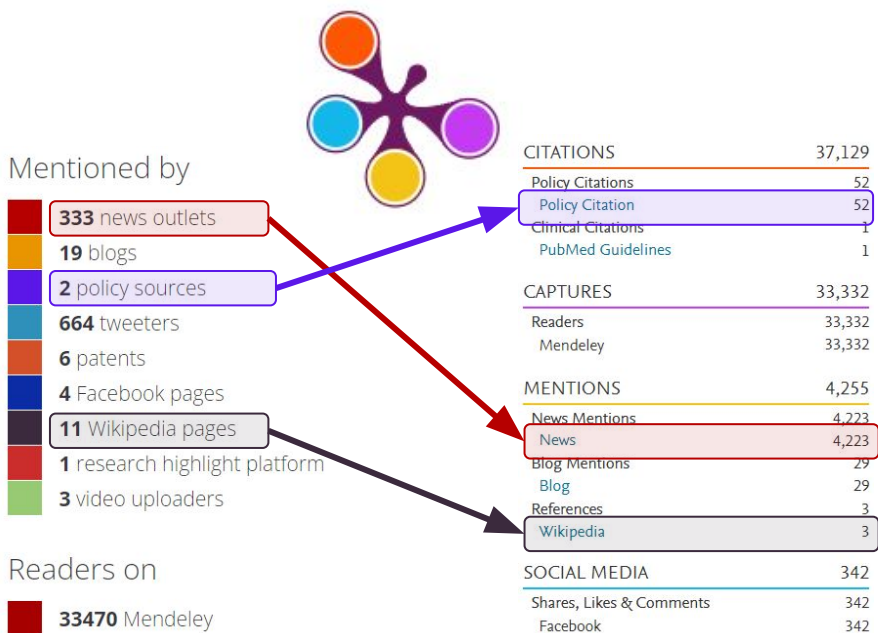 Mentioned by
333 news outlets
19 blogs
2 policy sources
664 tweeters
6 patents
4 Facebook pages
11 Wikipedia pages
1 research highlight platform
3 video uploaders
Readers on
33470 Mendeley
CITATIONS 37,129
Policy Citations 52
Policy Citation 52
Clinical Citations 1
PubMed Guidelines 1
CAPTURES 33,332
Readers 33,332
Mendeley 33,332
MENTIONS 4,255
News Mentions 4,223
News 4,223
Blog Mentions 29
Blog 29
References 3
Wikipedia 3
SOCIAL MEDIA 342
Shares, Likes & Comments 342
Facebook 342